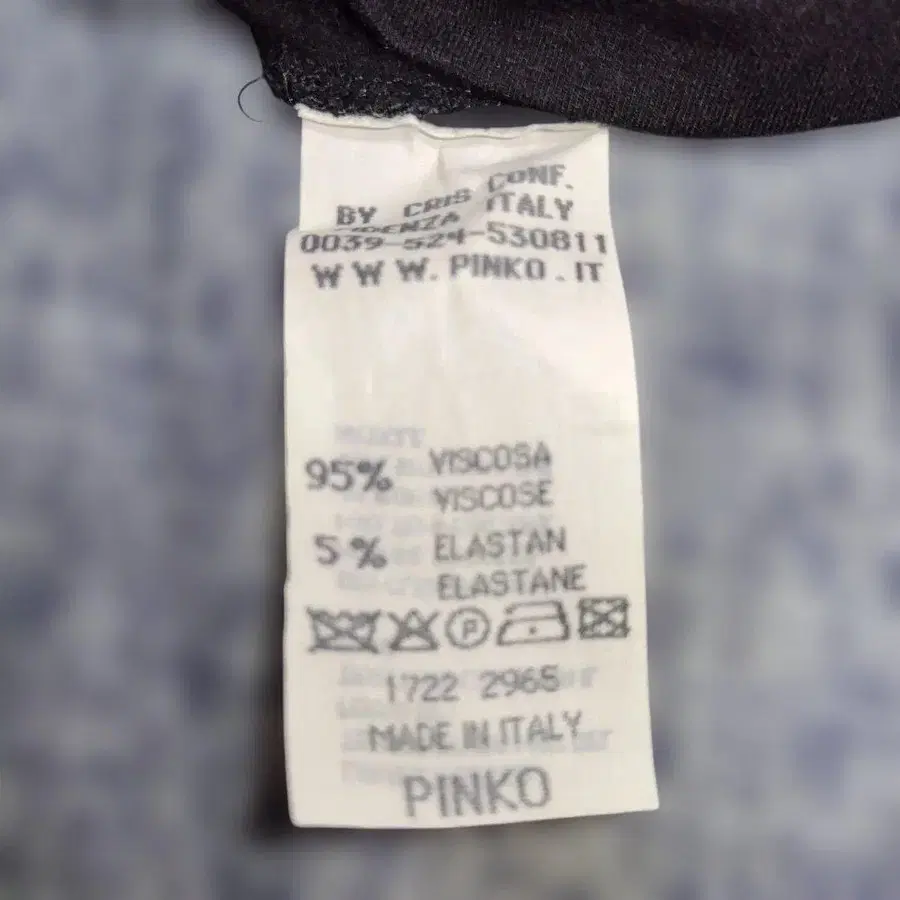 BY CRIS CONF.
ITALY
0039-524-530811
WWW.PINKO.IT
95% VISCOSA
VISCOSE
5% ELASTAN
ELASTANE
P
1722 2965
MADE IN ITALY
PINKO